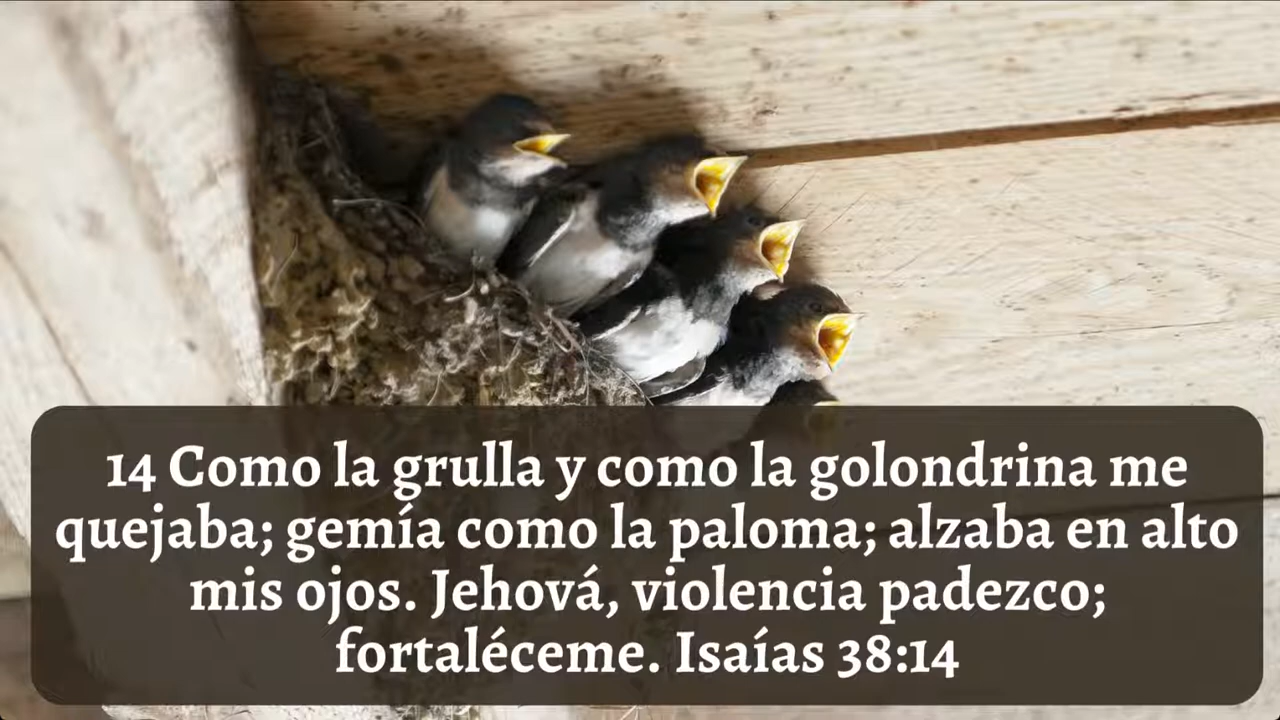 14 Como la grulla y como la golondrina me
quejaba; gemía como la paloma; alzaba en alto
mis ojos. Jehová, violencia padezco;
fortaléceme. Isaías 38:14